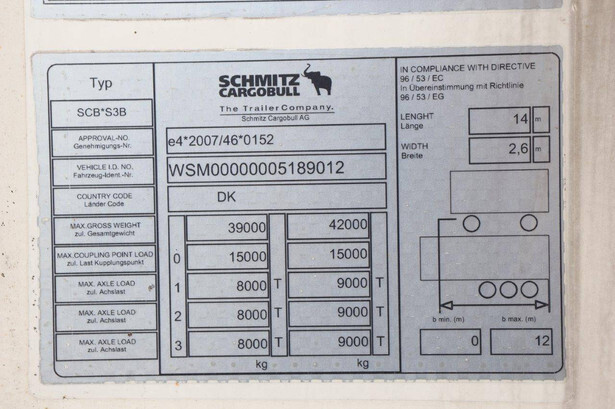 Typ
SCHMITZ
CARGOBULL
The Trailer Company.
Schmitz Cargobull AG
SCB*S3B
APPROVAL-NO.
Genehmigungs-Nr.
e4*2007/46*0152
VEHICLE I.D. NO.
Fahrzeug-Ident.-Nr.
WSM00000005189012
COUNTRY CODE
Länder Code
DK
MAX.GROSS WEIGHT
zul. Gesamtgewicht
39000 T 42000 T
MAX.COUPLING POINT LOAD
zul. Last Kupplungspunkt
0 15000 15000
MAX. AXLE LOAD
zul. Achslast
1 8000 T 9000 T
MAX. AXLE LOAD
zul. Achslast
2 8000 9000
MAX. AXLE LOAD
zul. Achslast
3 8000 T 9000 T
kg kg
IN COMPLIANCE WITH DIRECTIVE
96 / 53 / EC
In Übereinstimmung mit Richtlinie
96 / 53 / EG
LENGHT
Länge
14 m
WIDTH
Breite
2,6 m
b min. (m) b max. (m)
0 12